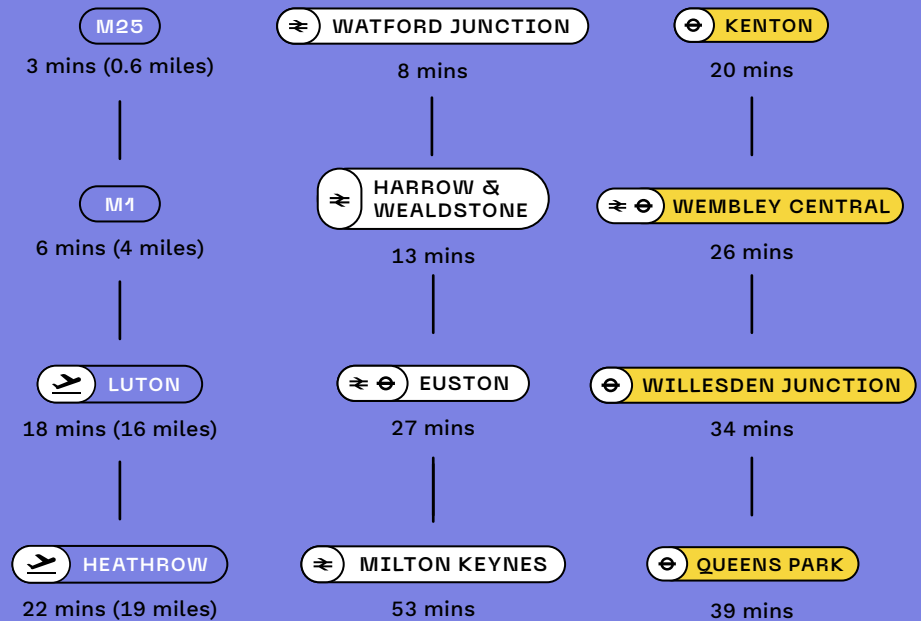 M25
3 mins (0.6 miles)
M1
6 mins (4 miles)
LUTON
18 mins (16 miles)
HEATHROW
22 mins (19 miles)
WATFORD JUNCTION
8 mins
HARROW &
WEALDSTONE
13 mins
EUSTON
27 mins
MILTON KEYNES
53 mins
KENTON
20 mins
WEMBLEY CENTRAL
26 mins
WILLESDEN JUNCTION
34 mins
QUEENS PARK
39 mins